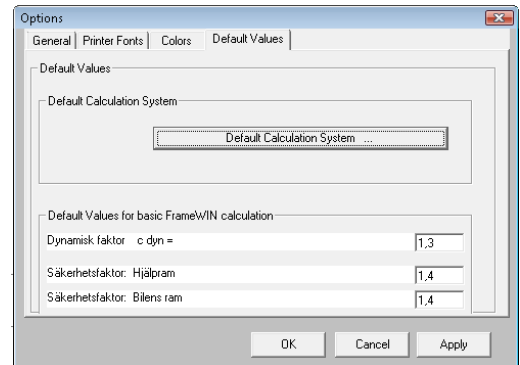 Options
General Printer Fonts Colors Default Values
Default Values
Default Calculation System
Default Calculation System ...
Default Values for basic FrameWIN calculation
Dynamisk faktor c dyn = 1,3
Säkerhetsfaktor: Hjälpram 1,4
Säkerhetsfaktor: Bilens ram 1,4
OK Cancel Apply